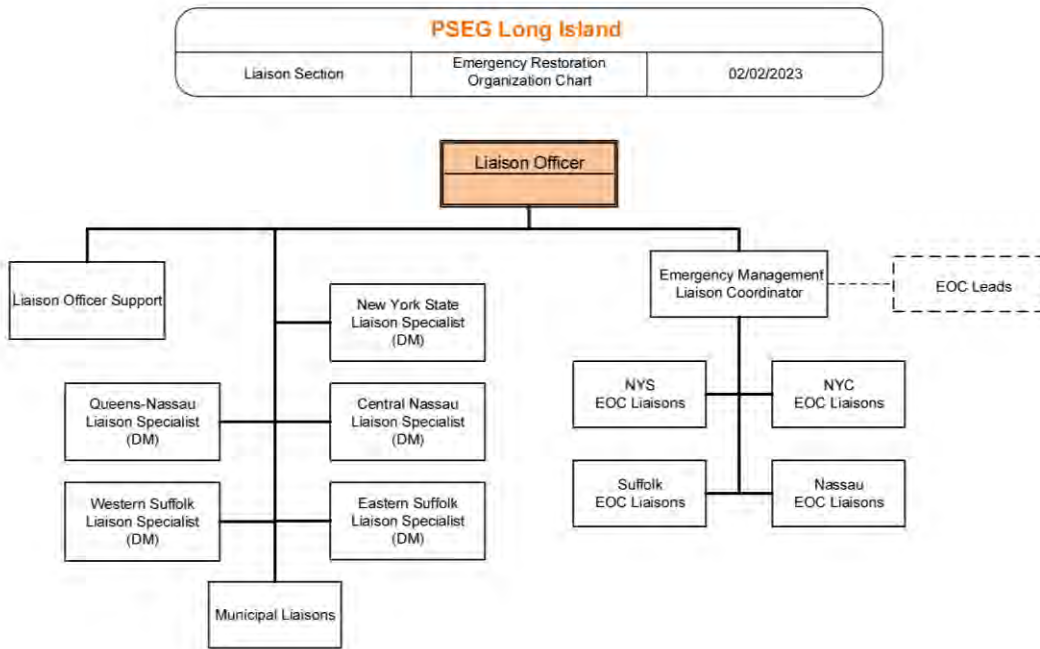 PSEG Long Island
Liaison Section
Emergency Restoration
Organization Chart
02/02/2023
Liaison Officer
Liaison Officer Support
Emergency Management
Liaison Coordinator
EOC Leads
New York State
Liaison Specialist
(DM)
Queens-Nassau
Liaison Specialist
(DM)
Central Nassau
Liaison Specialist
(DM)
Western Suffolk
Liaison Specialist
(DM)
Eastern Suffolk
Liaison Specialist
(DM)
Municipal Liaisons
NYS
EOC Liaisons
NYC
EOC Liaisons
Suffolk
EOC Liaisons
Nassau
EOC Liaisons